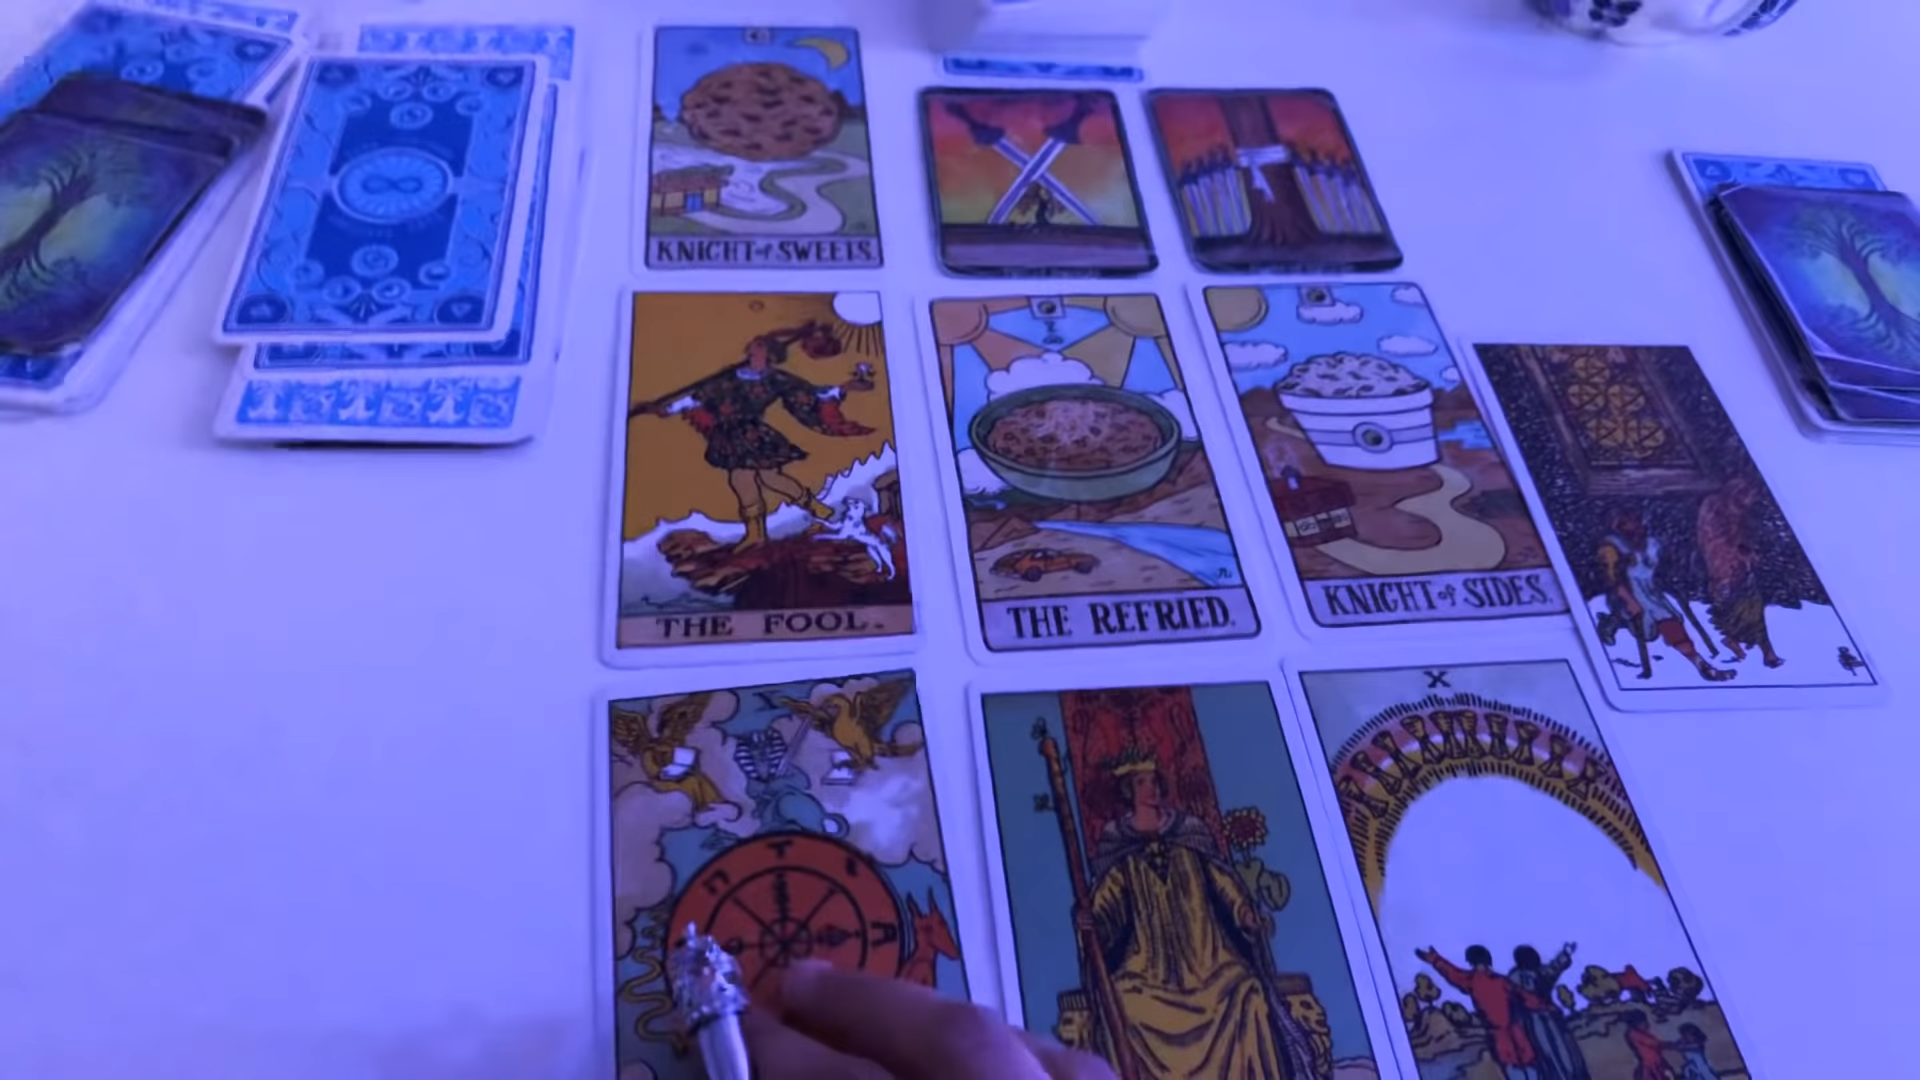 KNIGHT of SWEETS.
THE FOOL.
THE REFRIED.
KNIGHT of SIDES.
X